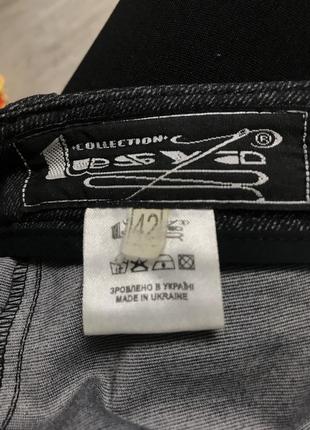 COLLECTION
®
42
ЗРОБЛЕНО В УКРАЇНІ
MADE IN UKRAINE